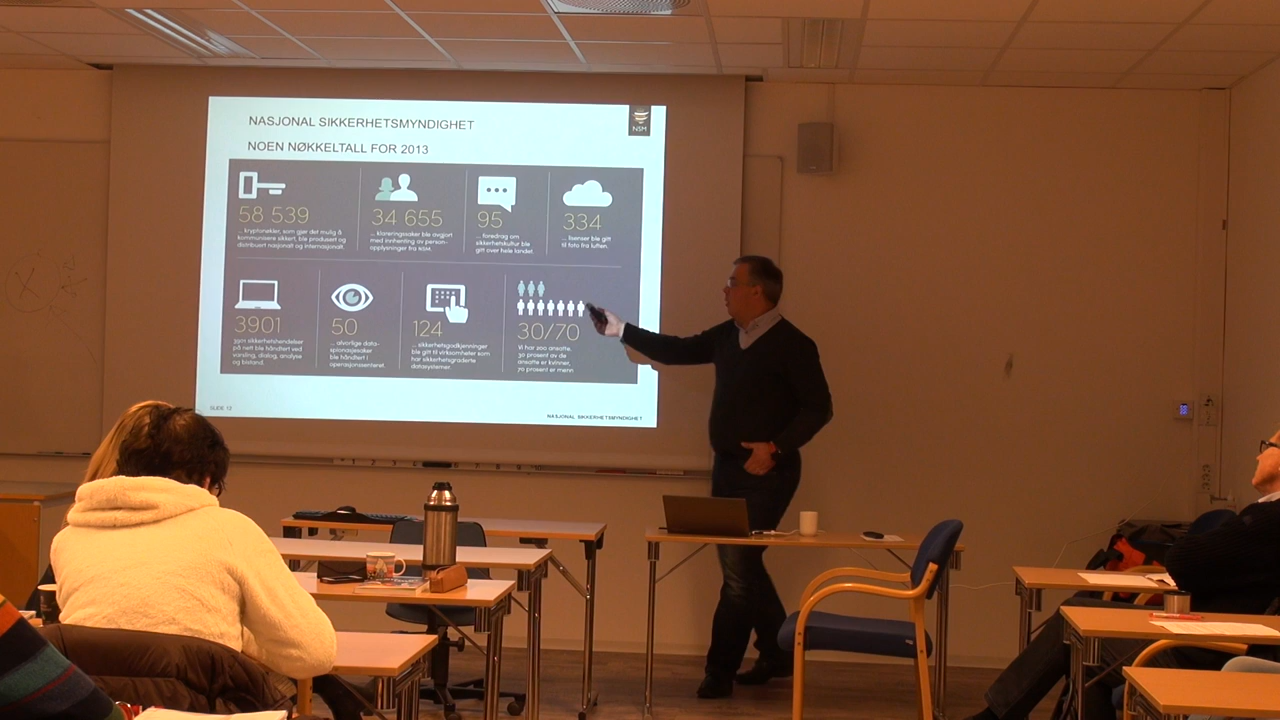 NASJONAL SIKKERHETSMYNDIGHET
NSM
NOEN NØKKELTALL FOR 2013
58 539
... kryptonøkler, som gjør det mulig å
kommunisere sikkert, ble produsert og
distribuert nasjonalt og internasjonalt.
34 655
... klareringssaker ble avgjort
med innhenting av person-
opplysninger fra NSM.
95
... foredrag om
sikkerhetskultur ble
gitt over hele landet.
334
... lisenser ble gitt
til foto fra luften.
3901
3901 sikkerhetshendelser
på nett ble håndtert ved
varsling, dialog, analyse
og bistand.
50
... alvorlige data-
spionasjesaker
ble håndtert i
operasjonssenteret.
124
... sikkerhetsgodkjenninger
ble gitt til virksomheter som
har sikkerhetsgraderte
datasystemer.
30/70
Vi har 200 ansatte,
30 prosent av de
ansatte er kvinner,
70 prosent er menn
SLIDE 12
NASJONAL SIKKERHETSMYNDIGHET